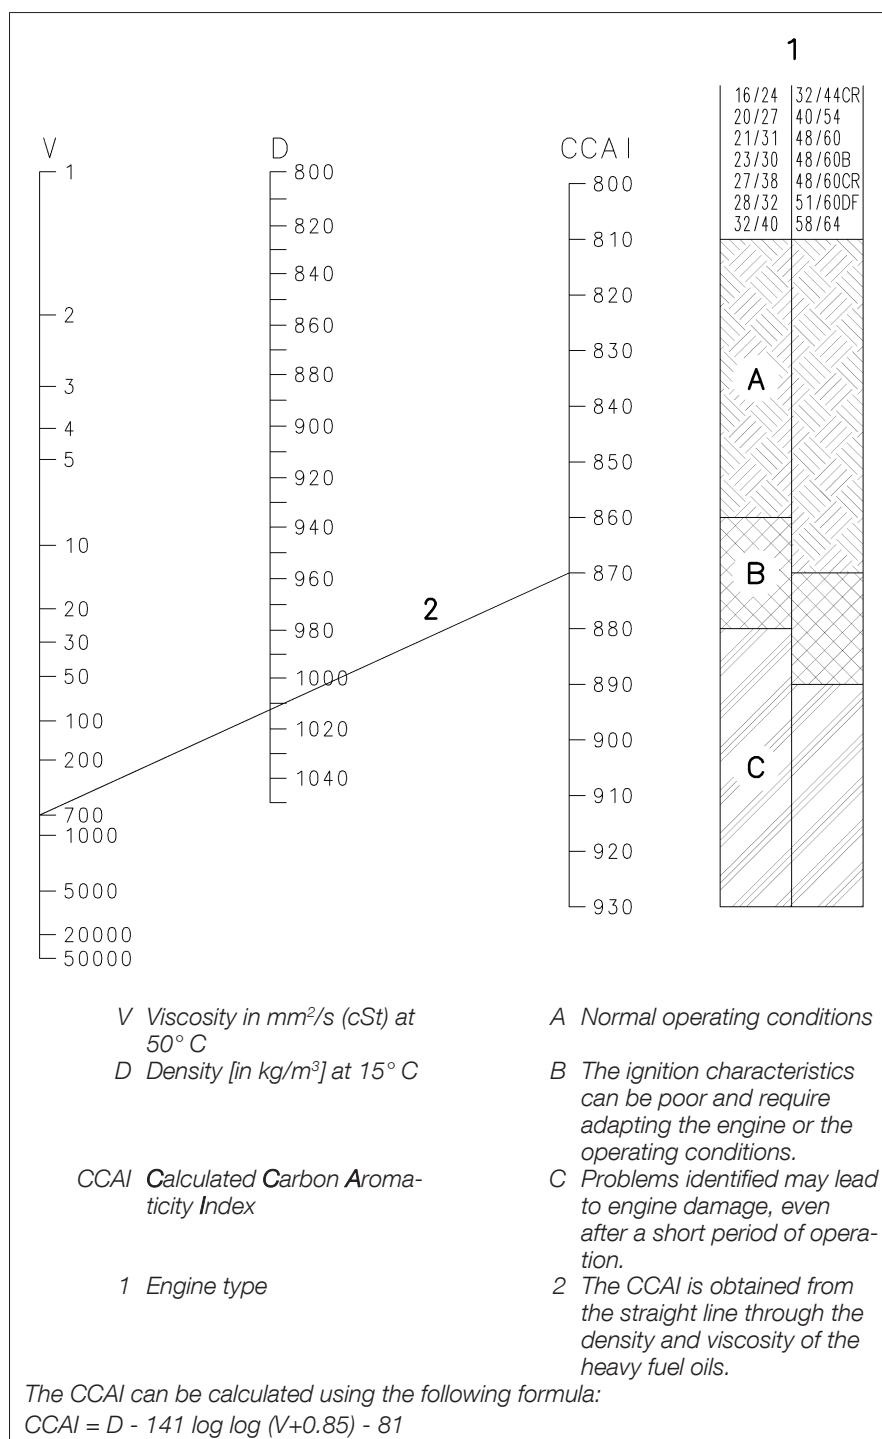 1
16/24 32/44CR
20/27 40/54
21/31 48/60
23/30 48/60B
27/38 48/60CR
28/32 51/60DF
32/40 58/64
V
1
2
3
4
5
10
20
30
50
100
200
700
1000
5000
20000
50000
D
800
820
840
860
880
900
920
940
960
980
1000
1020
1040
CCAI
800
810
820
830
840
850
860
870
880
890
900
910
920
930
2
A
B
C
V Viscosity in mm²/s (cSt) at
50° C
D Density [in kg/m³] at 15° C
CCAI Calculated Carbon Aroma-
ticity Index
1 Engine type
A Normal operating conditions
B The ignition characteristics
can be poor and require
adapting the engine or the
operating conditions.
C Problems identified may lead
to engine damage, even
after a short period of opera-
tion.
2 The CCAI is obtained from
the straight line through the
density and viscosity of the
heavy fuel oils.
The CCAI can be calculated using the following formula:
CCAI = D - 141 log log (V+0.85) - 81